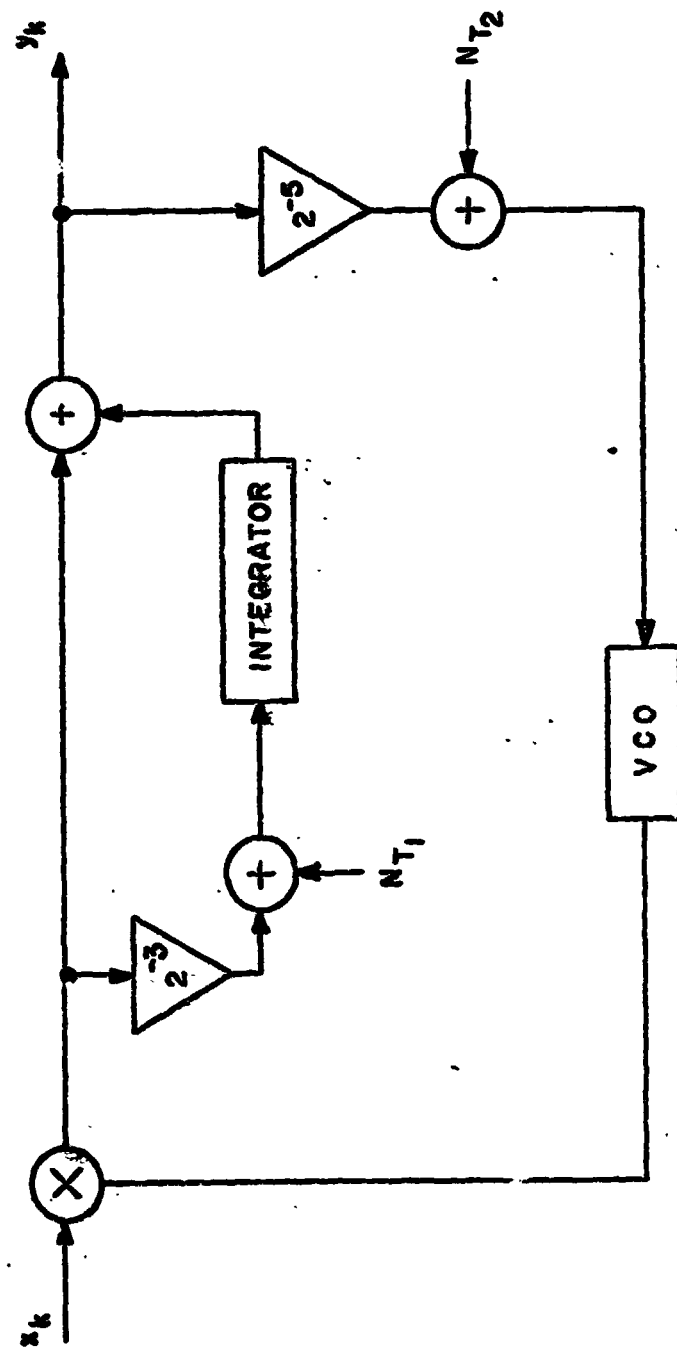 x_k
2^-3
N_T1
INTEGRATOR
2^-5
N_T2
y_k
VCO